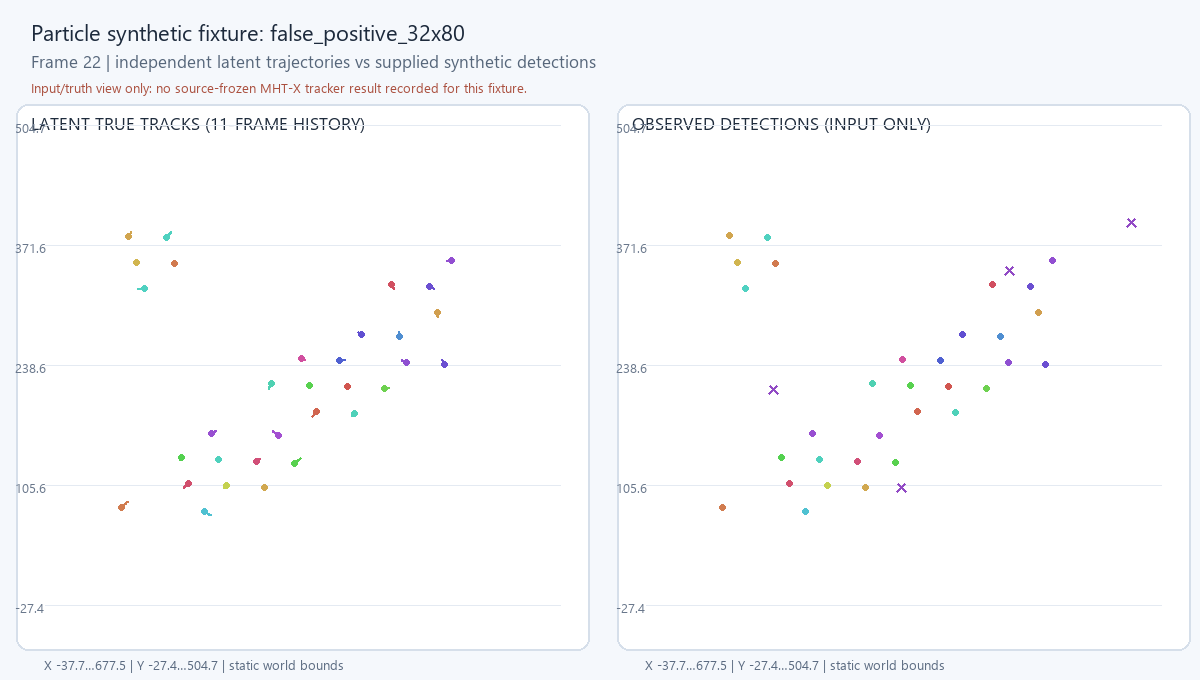 Particle synthetic fixture: false_positive_32x80
Frame 22 | independent latent trajectories vs supplied synthetic detections
Input/truth view only: no source-frozen MHT-X tracker result recorded for this fixture.
LATENT TRUE TRACKS (11-FRAME HISTORY)
504.7
371.6
238.6
105.6
-27.4
X -37.7...677.5 | Y -27.4...504.7 | static world bounds
OBSERVED DETECTIONS (INPUT ONLY)
504.7
371.6
238.6
105.6
-27.4
X -37.7...677.5 | Y -27.4...504.7 | static world bounds